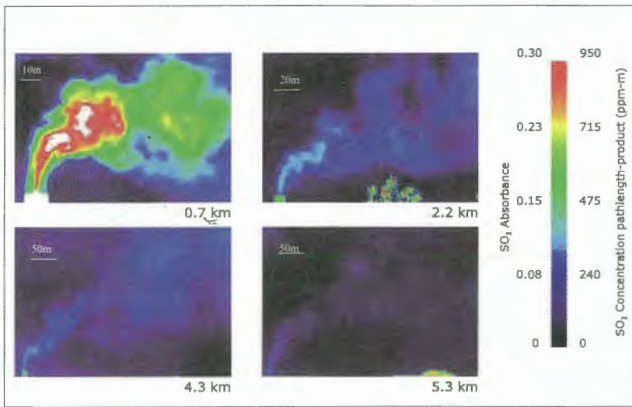 10m
0.7 km
20m
2.2 km
50m
4.3 km
50m
5.3 km
SO₂ Absorbance
0.30
0.23
0.15
0.08
0
950
715
475
240
0
SO₂ Concentration pathlength-product (ppm-m)